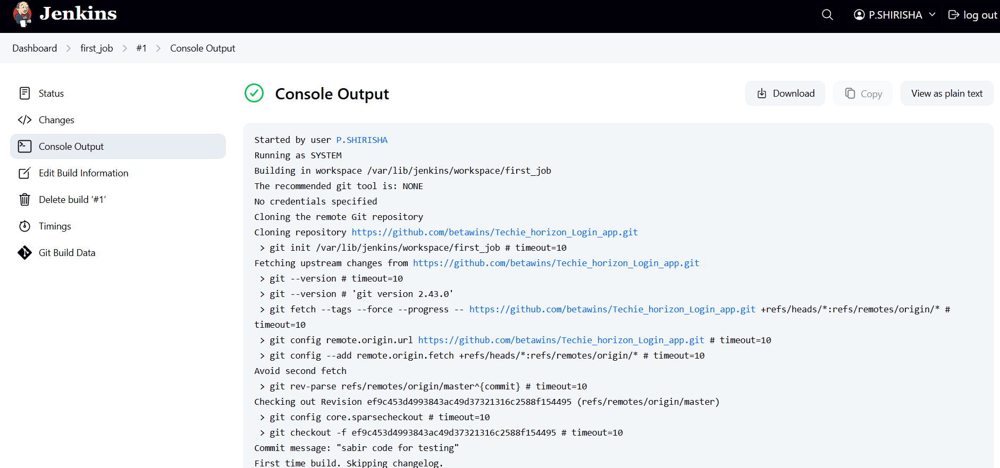 Jenkins
P.SHIRISHA
log out
Dashboard > first_job > #1 > Console Output
Status
Changes
Console Output
Edit Build Information
Delete build ‘#1’
Timings
Git Build Data
Console Output
Download
Copy
View as plain text
Started by user P.SHIRISHA
Running as SYSTEM
Building in workspace /var/lib/jenkins/workspace/first_job
The recommended git tool is: NONE
No credentials specified
Cloning the remote Git repository
Cloning repository https://github.com/betawins/Techie_horizon_Login_app.git
 > git init /var/lib/jenkins/workspace/first_job # timeout=10
Fetching upstream changes from https://github.com/betawins/Techie_horizon_Login_app.git
 > git --version # timeout=10
 > git --version # 'git version 2.43.0'
 > git fetch --tags --force --progress -- https://github.com/betawins/Techie_horizon_Login_app.git +refs/heads/*:refs/remotes/origin/* #
timeout=10
 > git config remote.origin.url https://github.com/betawins/Techie_horizon_Login_app.git # timeout=10
 > git config --add remote.origin.fetch +refs/heads/*:refs/remotes/origin/* # timeout=10
Avoid second fetch
 > git rev-parse refs/remotes/origin/master^{commit} # timeout=10
Checking out Revision ef9c453d4993843ac49d37321316c2588f154495 (refs/remotes/origin/master)
 > git config core.sparsecheckout # timeout=10
 > git checkout -f ef9c453d4993843ac49d37321316c2588f154495 # timeout=10
Commit message: "sabir code for testing"
First time build. Skipping changelog.